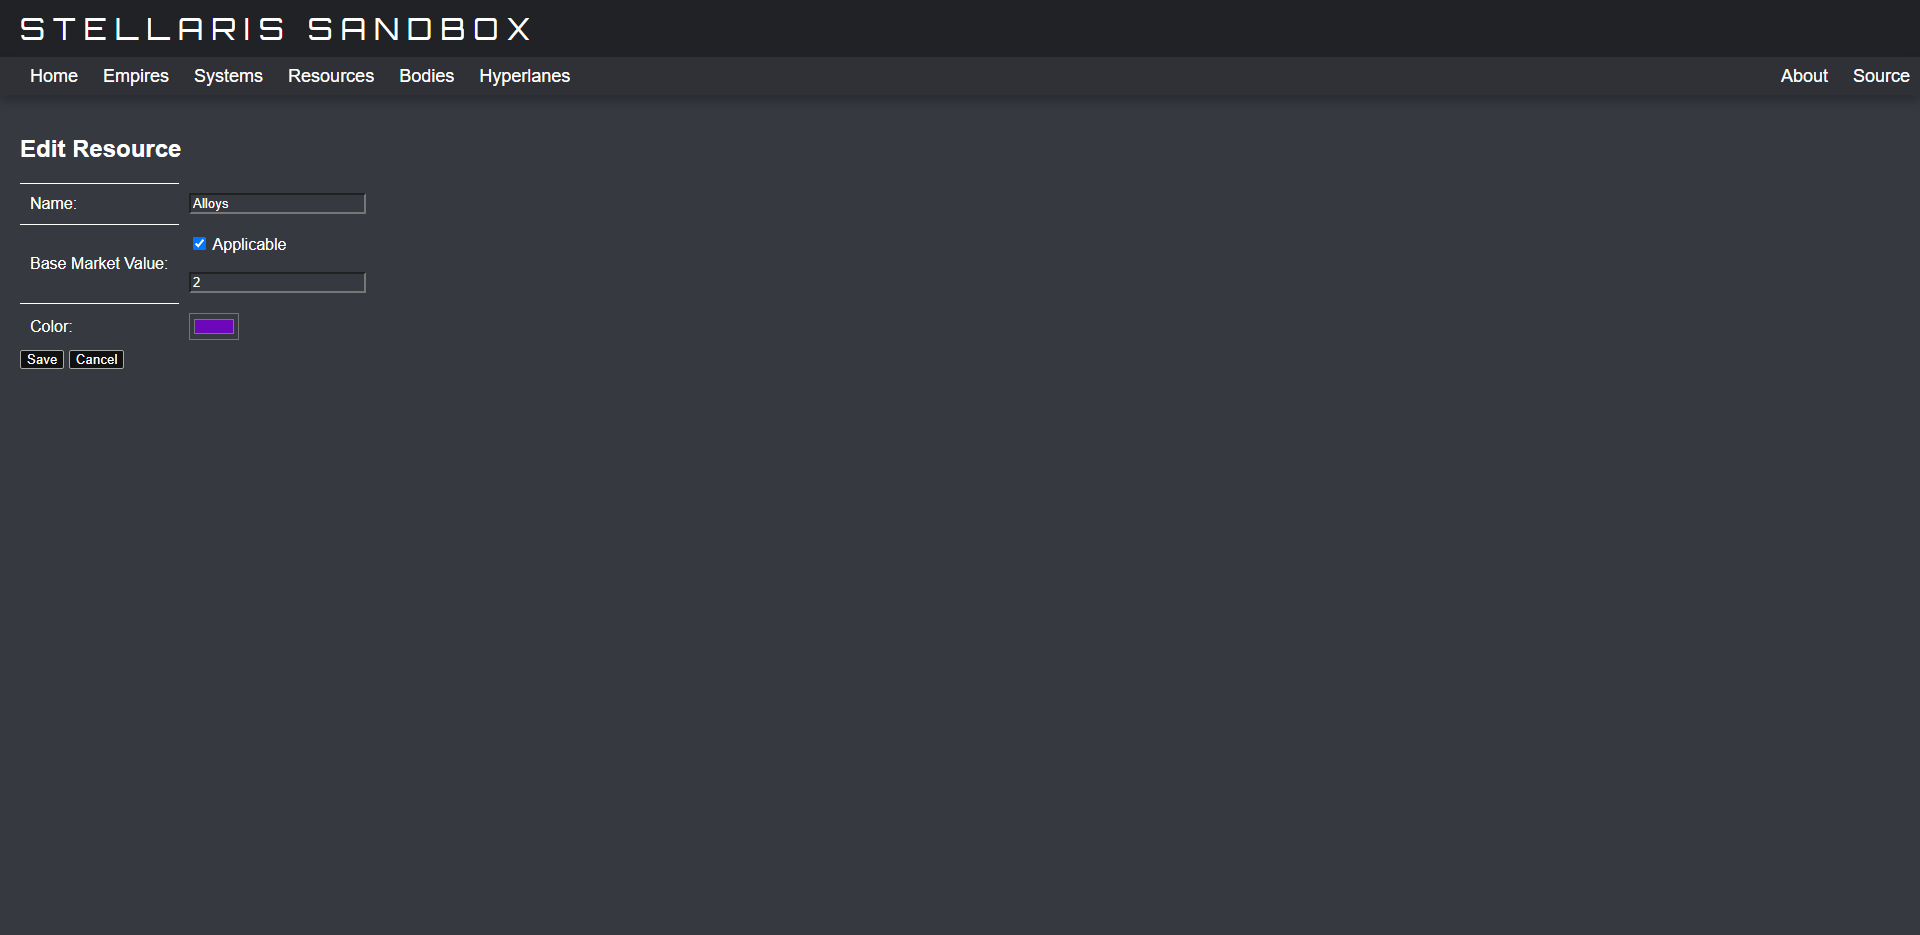 STELLARIS SANDBOX
Home Empires Systems Resources Bodies Hyperlanes About Source
Edit Resource
Name: Alloys
Applicable
Base Market Value:
2
Color:
Save Cancel